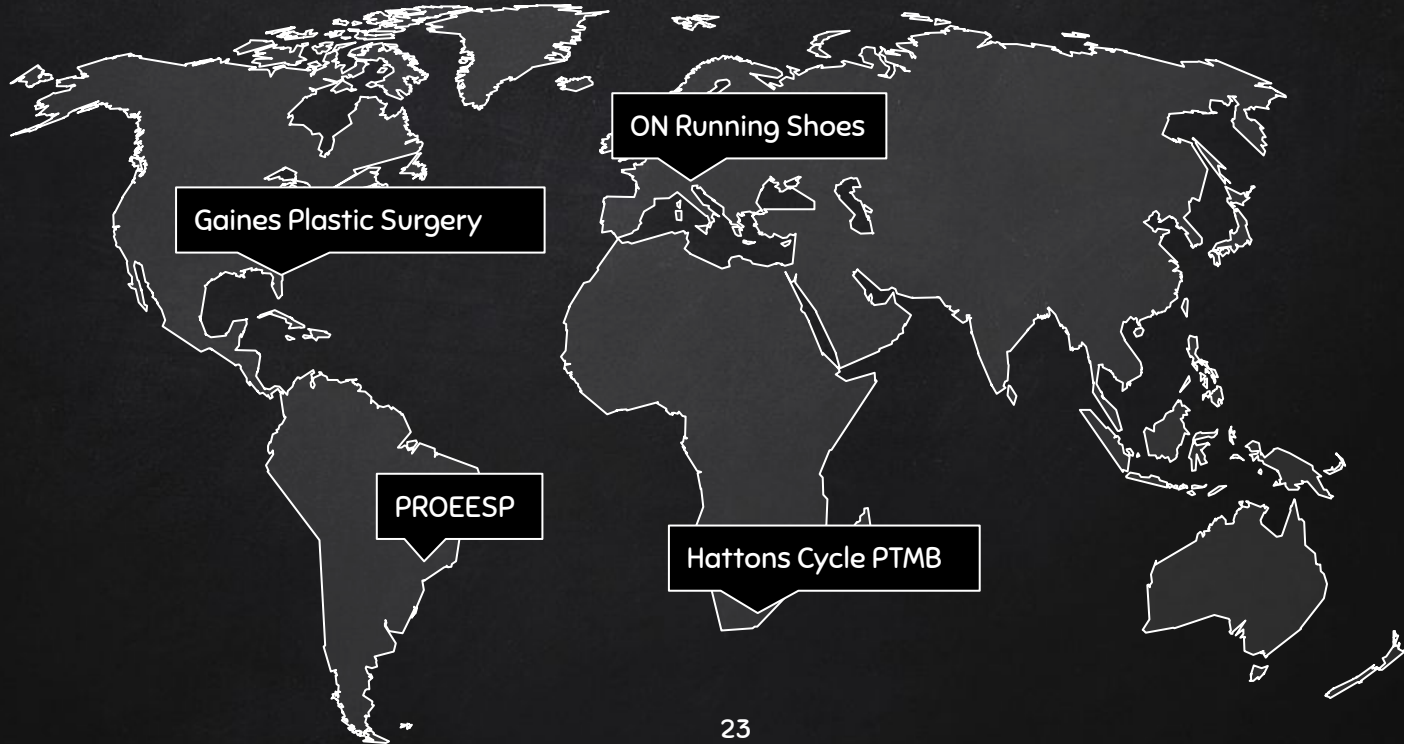 ON Running Shoes
Gaines Plastic Surgery
PROEESP
Hattons Cycle PTMB
23